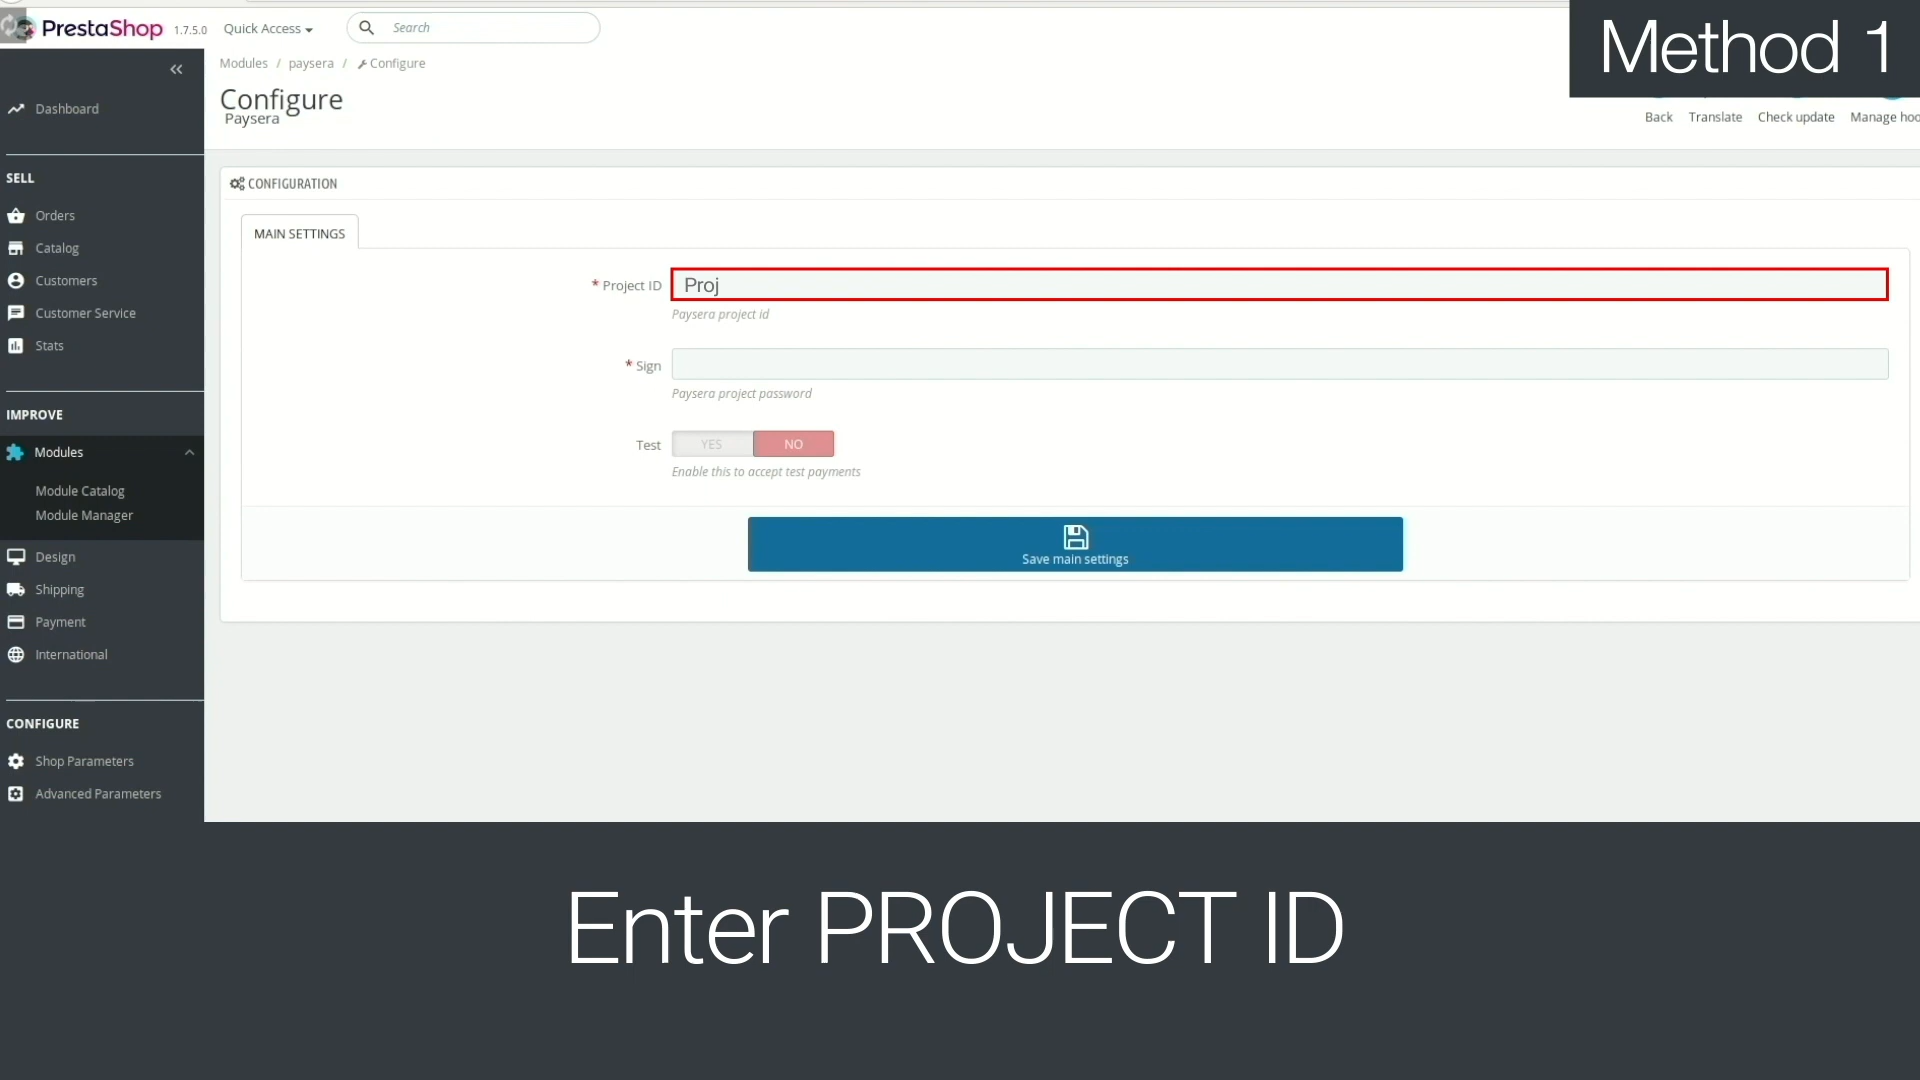 PrestaShop 1.7.5.0 Quick Access Search
Method 1
Modules / paysera / Configure
Configure
Paysera
Back Translate Check update Manage hoo
Dashboard
SELL
Orders
Catalog
Customers
Customer Service
Stats
IMPROVE
Modules
Module Catalog
Module Manager
Design
Shipping
Payment
International
CONFIGURE
Shop Parameters
Advanced Parameters
CONFIGURATION
MAIN SETTINGS
* Project ID Proj
Paysera project id
* Sign
Paysera project password
Test YES NO
Enable this to accept test payments
Save main settings
Enter PROJECT ID